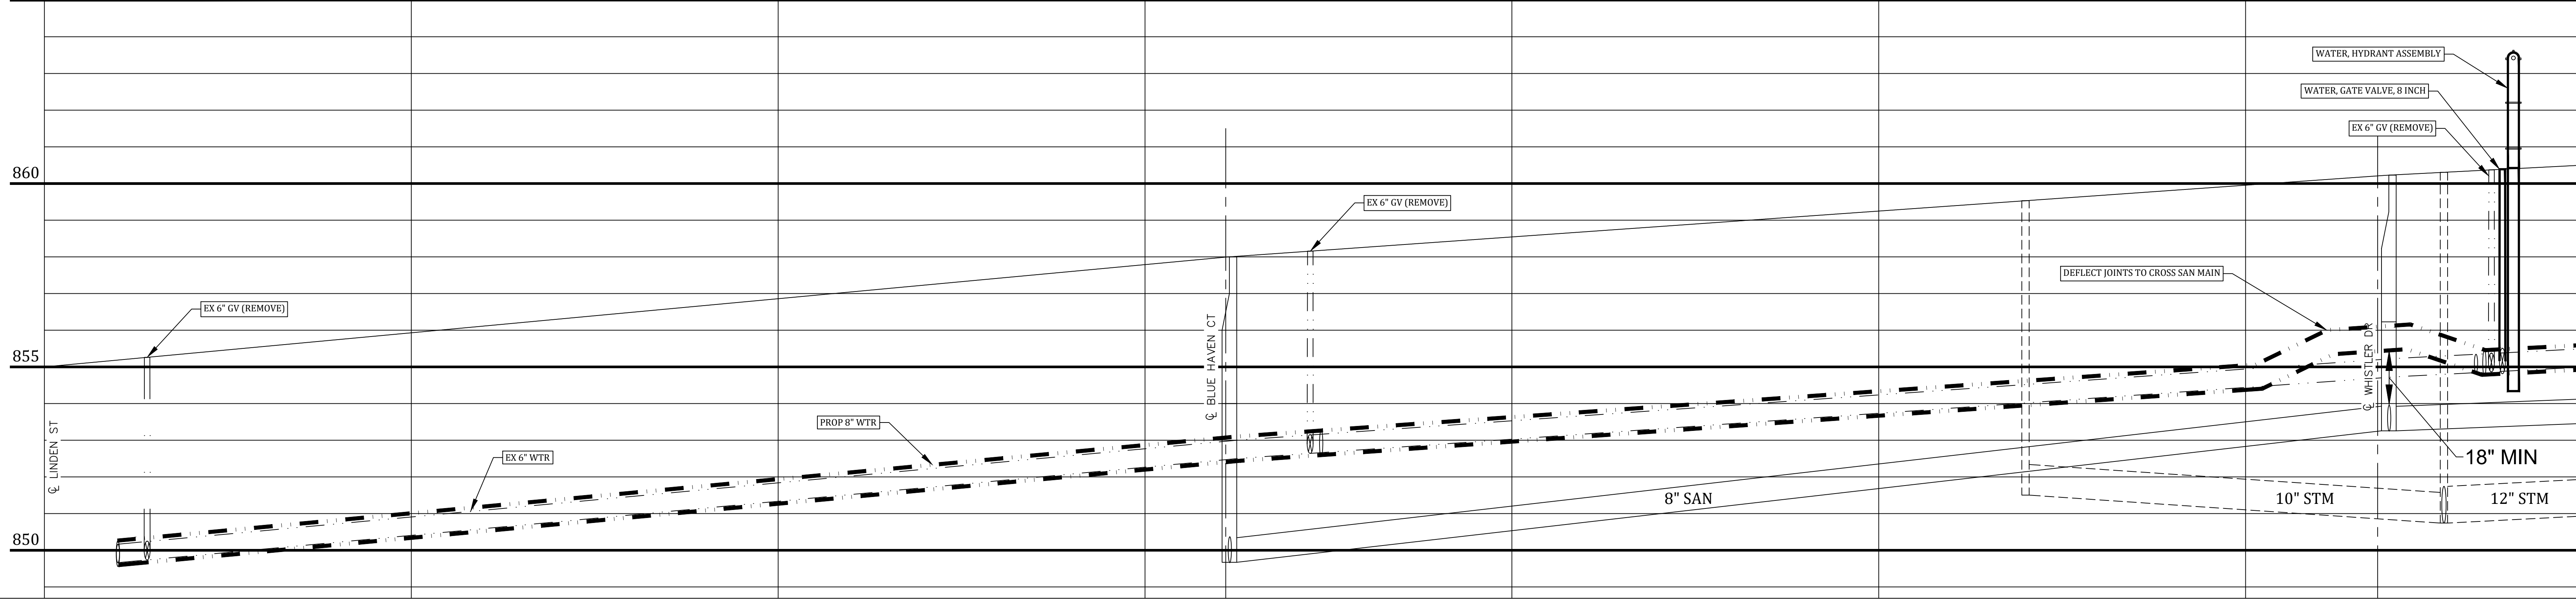 WATER, HYDRANT ASSEMBLY
WATER, GATE VALVE, 8 INCH
EX 6" GV (REMOVE)
860
EX 6" GV (REMOVE)
DEFLECT JOINTS TO CROSS SAN MAIN
EX 6" GV (REMOVE)
855
℄ BLUE HAVEN CT
℄ WHISTLER DR
PROP 8" WTR
℄ LINDEN ST
EX 6" WTR
18" MIN
8" SAN
10" STM
12" STM
850